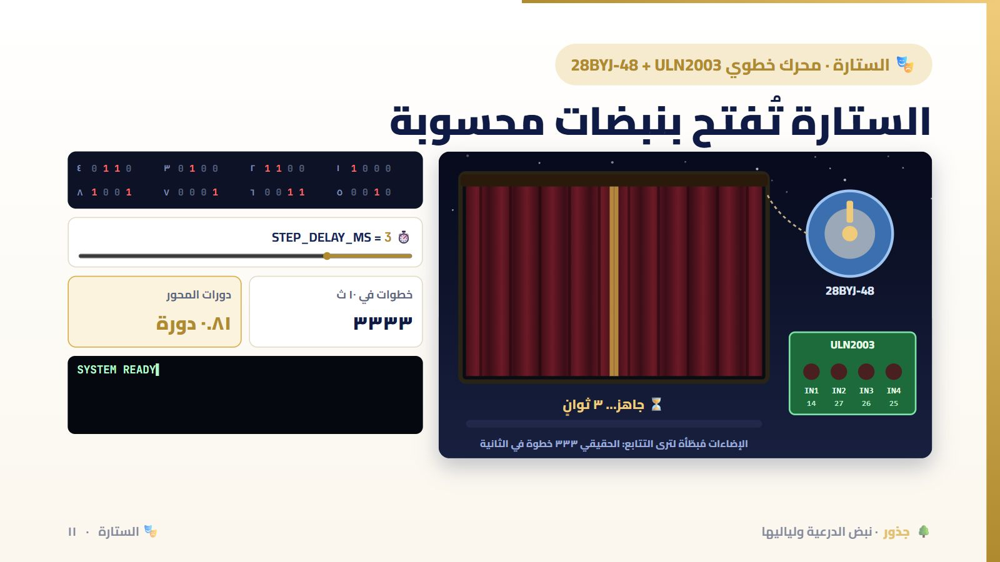 🎭 الستارة · محرك خطوي 28BYJ-48 + ULN2003
الستارة تُفتح بنبضات محسوبة
28BYJ-48
ULN2003
IN1 IN2 IN3 IN4
14 27 26 25
⏳ جاهز... ٣ ثوانٍ
الإضاءات مُبطّأة لترى التتابع: الحقيقي ٣٣٣ خطوة في الثانية
١ 1 0 0 0
٢ 1 1 0 0
٣ 0 1 0 0
٤ 0 1 1 0
٥ 0 0 1 0
٦ 0 0 1 1
٧ 0 0 0 1
٨ 1 0 0 1
⏱ STEP_DELAY_MS = 3
خطوات في ١٠ ث
٣٣٣٣
دورات المحور
٠.٨١ دورة
SYSTEM READY
🌳 جذور · نبض الدرعية ولياليها
🎭 الستارة · ١١